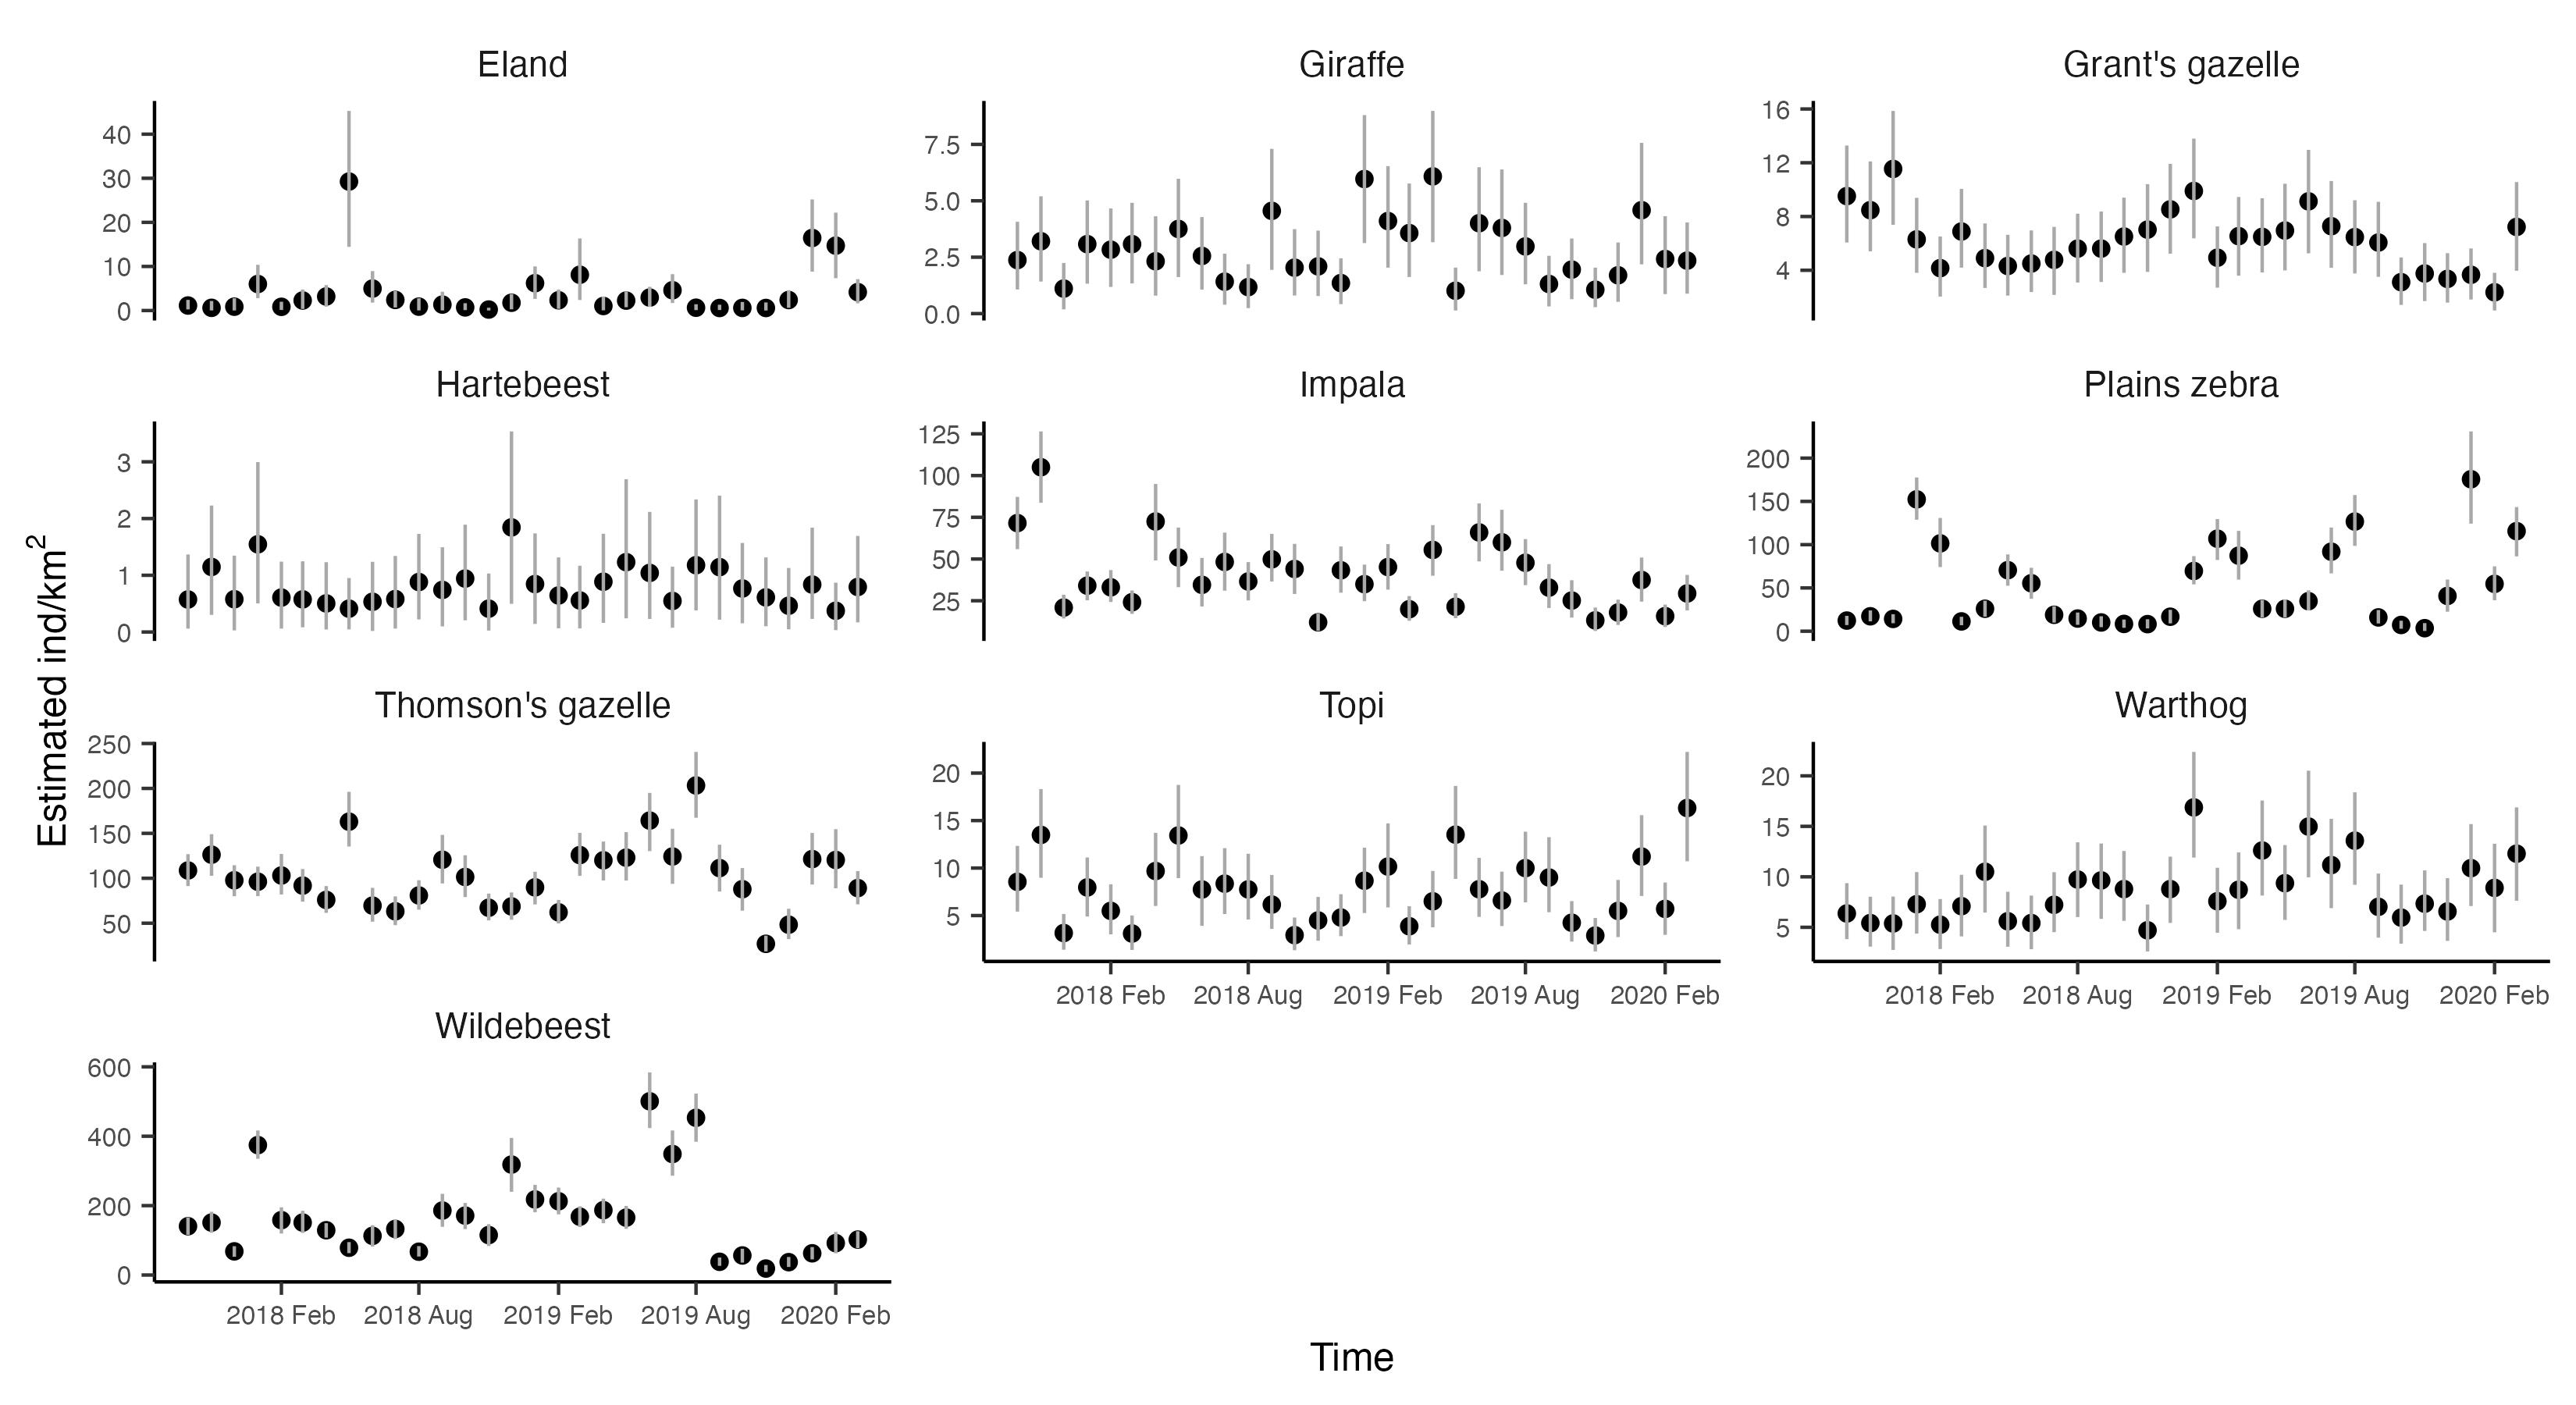 Eland
Giraffe
Grant's gazelle
40
30
20
10
0
7.5
5.0
2.5
0.0
16
12
8
4
Hartebeest
Impala
Plains zebra
3
2
1
0
125
100
75
50
25
200
150
100
50
0
Estimated ind/km²
Thomson's gazelle
Topi
Warthog
250
200
150
100
50
20
15
10
5
20
15
10
5
2018 Feb 2018 Aug 2019 Feb 2019 Aug 2020 Feb
2018 Feb 2018 Aug 2019 Feb 2019 Aug 2020 Feb
Wildebeest
600
400
200
0
2018 Feb 2018 Aug 2019 Feb 2019 Aug 2020 Feb
Time